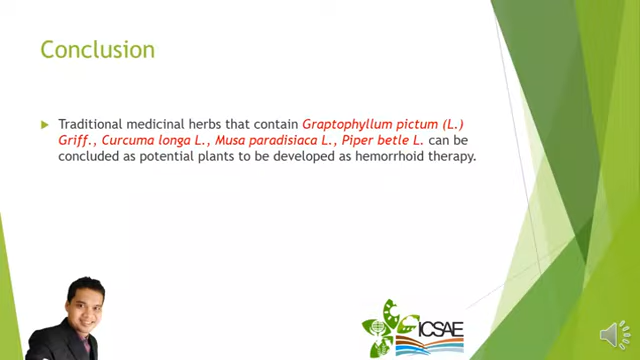 Conclusion
Traditional medicinal herbs that contain Graptophyllum pictum (L.)
Griff., Curcuma longa L., Musa paradisiaca L., Piper betle L. can be
concluded as potential plants to be developed as hemorrhoid therapy.
ICSAE